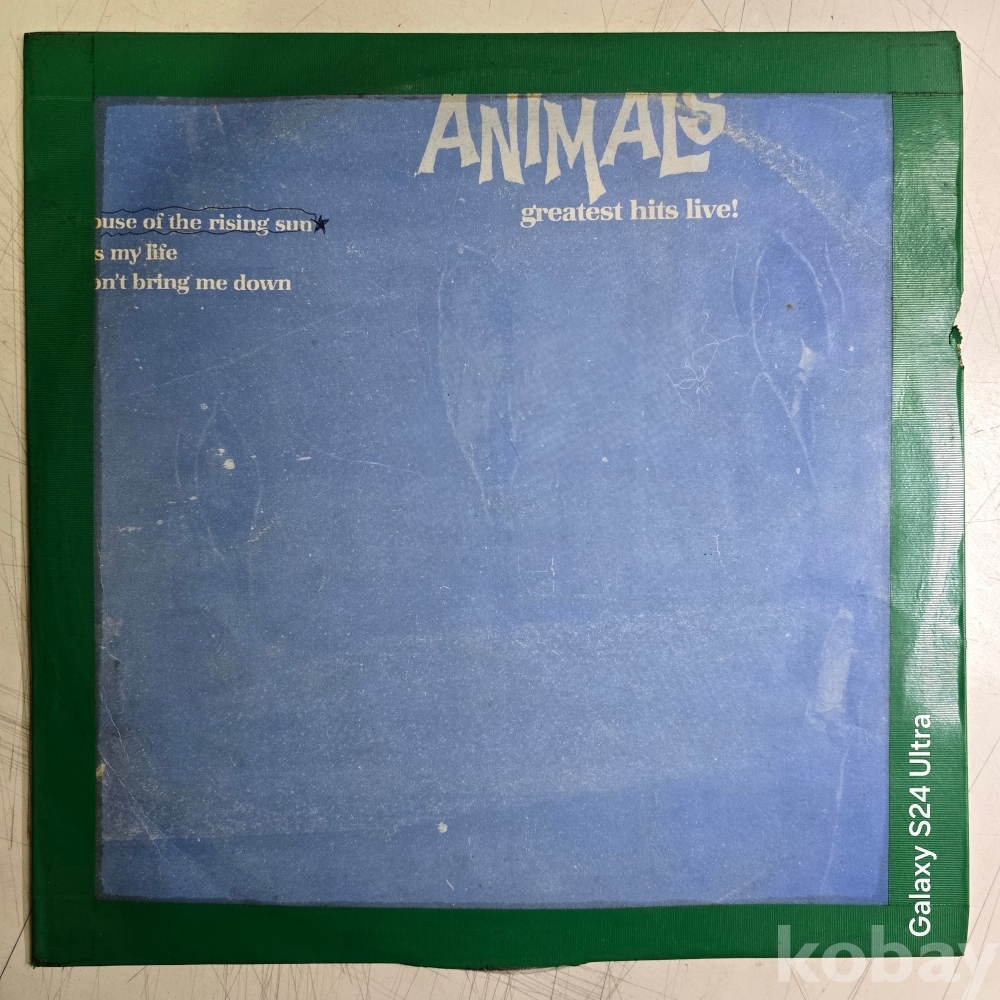 ANIMALS
greatest hits live!
ouse of the rising sun
s my life
on't bring me down
Galaxy S24 Ultra
kobay